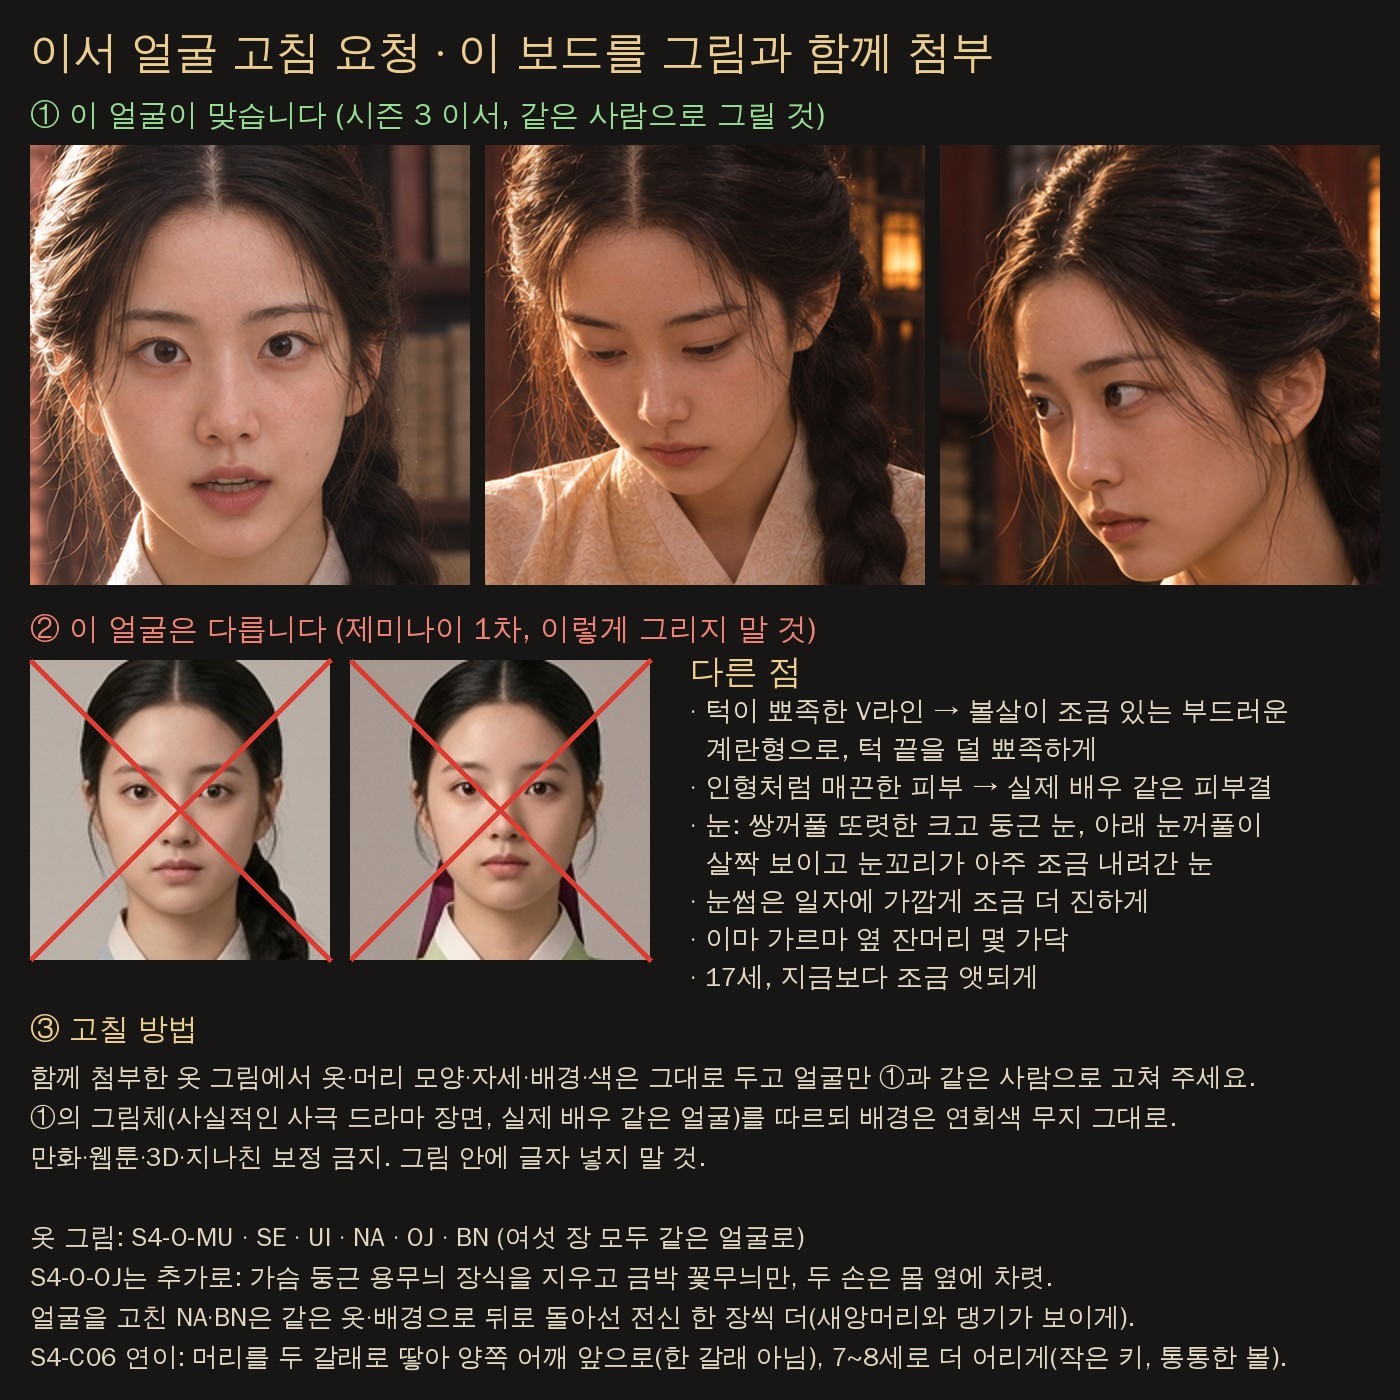 이서 얼굴 고침 요청 · 이 보드를 그림과 함께 첨부
① 이 얼굴이 맞습니다 (시즌 3 이서, 같은 사람으로 그릴 것)
② 이 얼굴은 다릅니다 (제미나이 1차, 이렇게 그리지 말 것)
다른 점
· 턱이 뾰족한 V라인 → 볼살이 조금 있는 부드러운
계란형으로, 턱 끝을 덜 뾰족하게
· 인형처럼 매끈한 피부 → 실제 배우 같은 피부결
· 눈: 쌍꺼풀 또렷한 크고 둥근 눈, 아래 눈꺼풀이
살짝 보이고 눈꼬리가 아주 조금 내려간 눈
· 눈썹은 일자에 가깝게 조금 더 진하게
· 이마 가르마 옆 잔머리 몇 가닥
· 17세, 지금보다 조금 앳되게
③ 고칠 방법
함께 첨부한 옷 그림에서 옷·머리 모양·자세·배경·색은 그대로 두고 얼굴만 ①과 같은 사람으로 고쳐 주세요.
①의 그림체(사실적인 사극 드라마 장면, 실제 배우 같은 얼굴)를 따르되 배경은 연회색 무지 그대로.
만화·웹툰·3D·지나친 보정 금지. 그림 안에 글자 넣지 말 것.
옷 그림: S4-O-MU · SE · UI · NA · OJ · BN (여섯 장 모두 같은 얼굴로)
S4-O-OJ는 추가로: 가슴 둥근 용무늬 장식을 지우고 금박 꽃무늬만, 두 손은 몸 옆에 차렷.
얼굴을 고친 NA·BN은 같은 옷·배경으로 뒤로 돌아선 전신 한 장씩 더(새앙머리와 댕기가 보이게).
S4-C06 연이: 머리를 두 갈래로 땋아 양쪽 어깨 앞으로(한 갈래 아님), 7~8세로 더 어리게(작은 키, 통통한 볼).